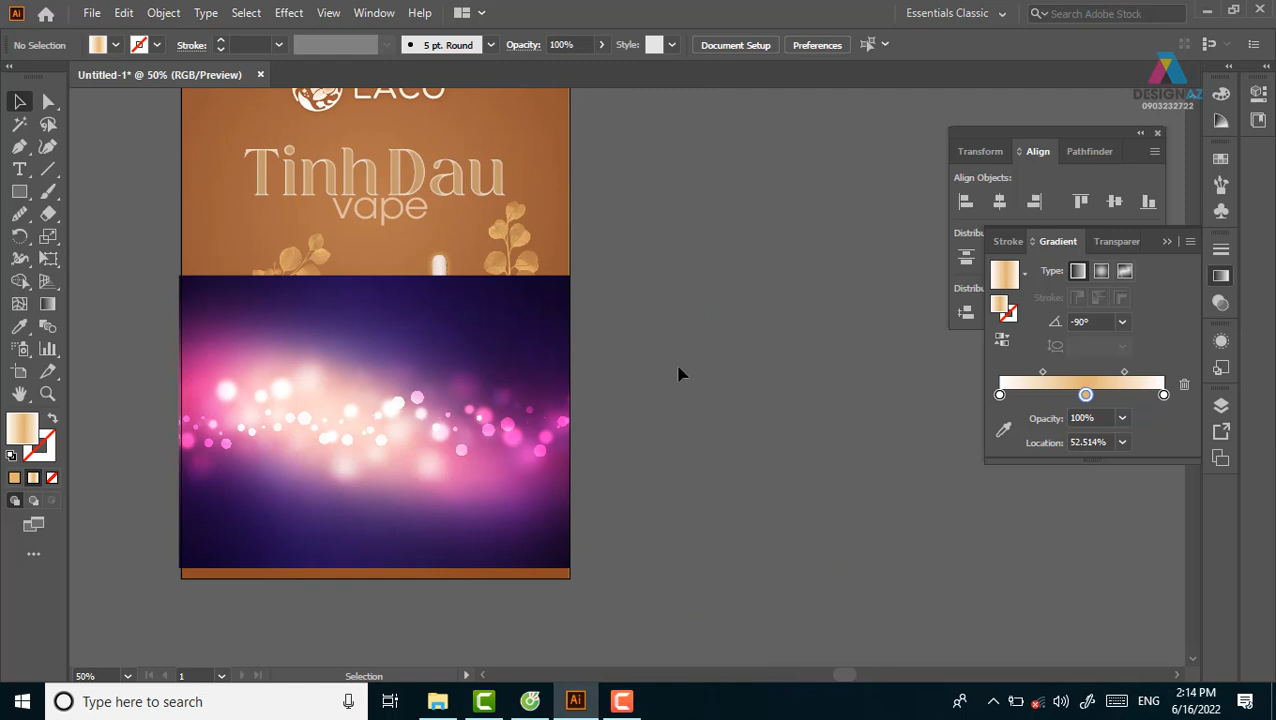 File Edit Object Type Select Effect View Window Help
Essentials Classic
Search Adobe Stock
No Selection
Stroke:
5 pt. Round
Opacity: 100%
Style:
Document Setup
Preferences
Untitled-1* @ 50% (RGB/Preview)
DESIGNAZ
0903232722
LACO
Tinh Dau
vape
Transform Align Pathfinder
Align Objects:
Distrib
Distrib
Stroke Gradient Transparer
Type:
Stroke:
-90°
Opacity: 100%
Location: 52.514%
50%
1
Selection
Type here to search
ENG
2:14 PM
6/16/2022